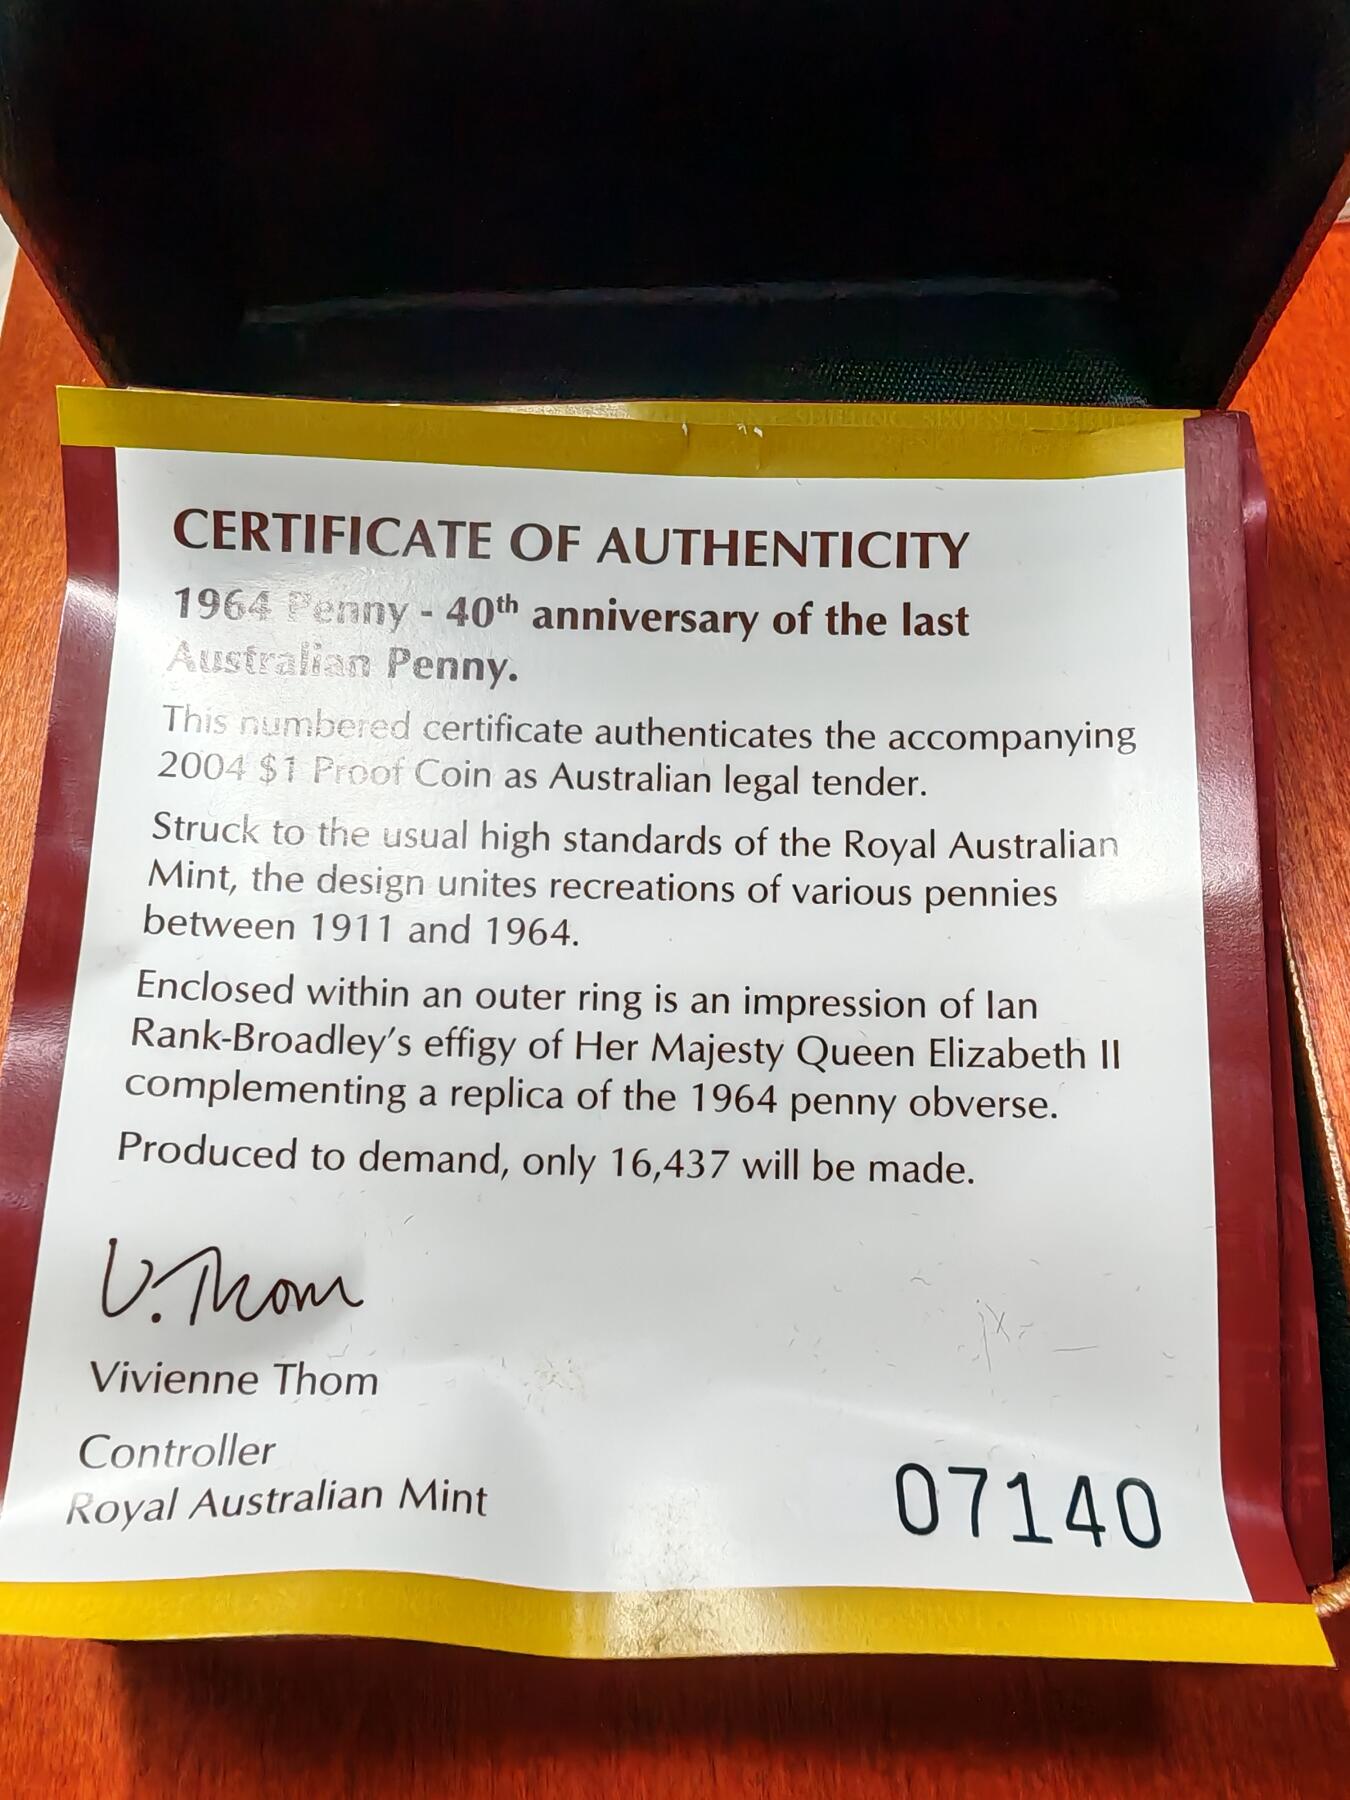 CERTIFICATE OF AUTHENTICITY
1964 Penny - 40th anniversary of the last
Australian Penny.
This numbered certificate authenticates the accompanying
2004 $1 Proof Coin as Australian legal tender.
Struck to the usual high standards of the Royal Australian
Mint, the design unites recreations of various pennies
between 1911 and 1964.
Enclosed within an outer ring is an impression of Ian
Rank-Broadley’s effigy of Her Majesty Queen Elizabeth II
complementing a replica of the 1964 penny obverse.
Produced to demand, only 16,437 will be made.
V. Thom
Vivienne Thom
Controller
Royal Australian Mint
07140